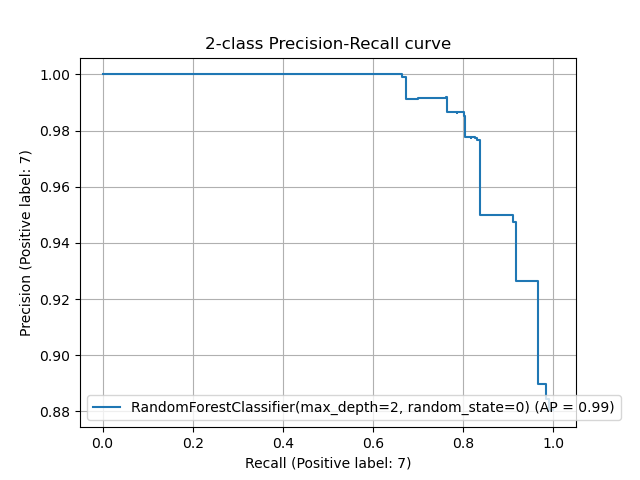 2-class Precision-Recall curve
1.00
0.98
0.96
0.94
0.92
0.90
0.88
Precision (Positive label: 7)
RandomForestClassifier(max_depth=2, random_state=0) (AP = 0.99)
0.0 0.2 0.4 0.6 0.8 1.0
Recall (Positive label: 7)